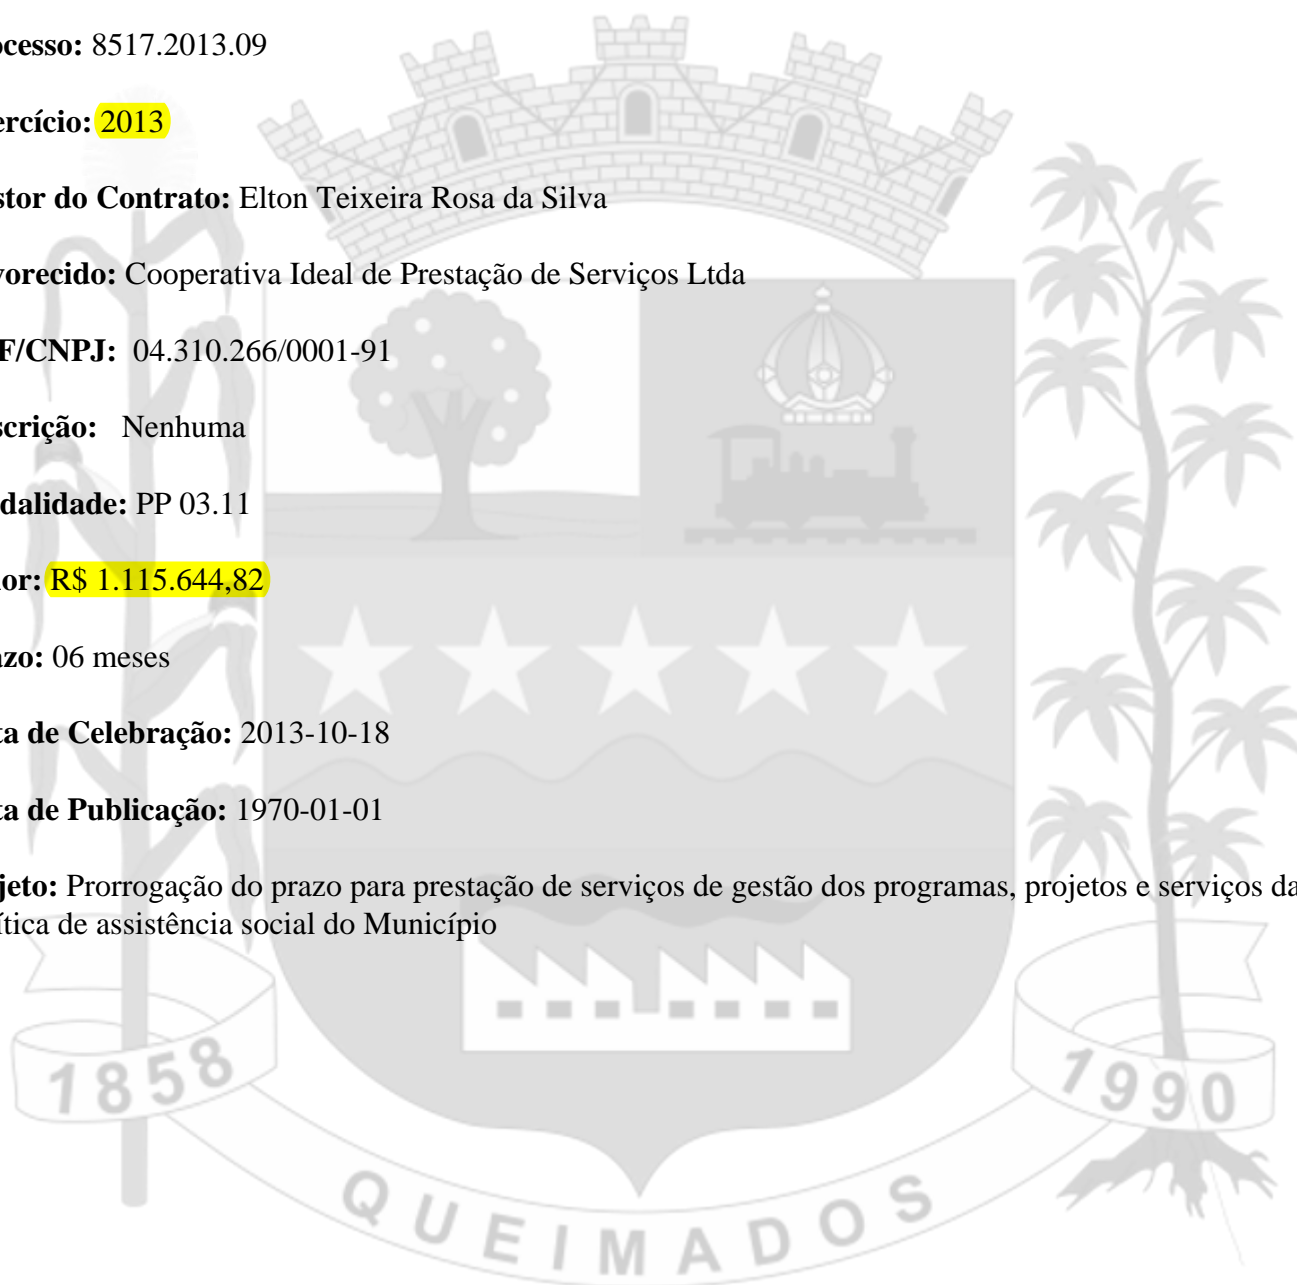 ocesso: 8517.2013.09
ercício: 2013
stor do Contrato: Elton Teixeira Rosa da Silva
vorecido: Cooperativa Ideal de Prestação de Serviços Ltda
F/CNPJ: 04.310.266/0001-91
scrição: Nenhuma
dalidade: PP 03.11
lor: R$ 1.115.644,82
azo: 06 meses
ta de Celebração: 2013-10-18
ta de Publicação: 1970-01-01
jeto: Prorrogação do prazo para prestação de serviços de gestão dos programas, projetos e serviços da
ítica de assistência social do Município
1858
1990
QUEIMADOS